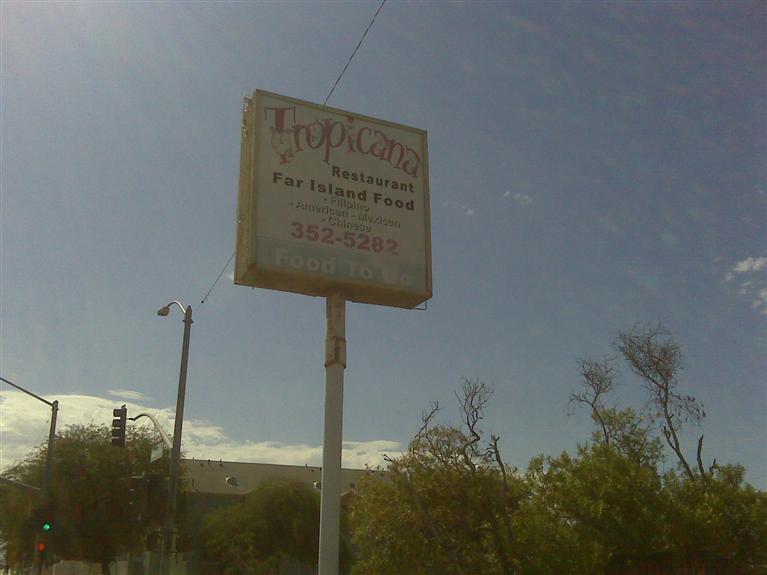 Tropicana
Restaurant
Far Island Food
• Filipino
• American - Mexican
• Chinese
352-5282
Food To Go